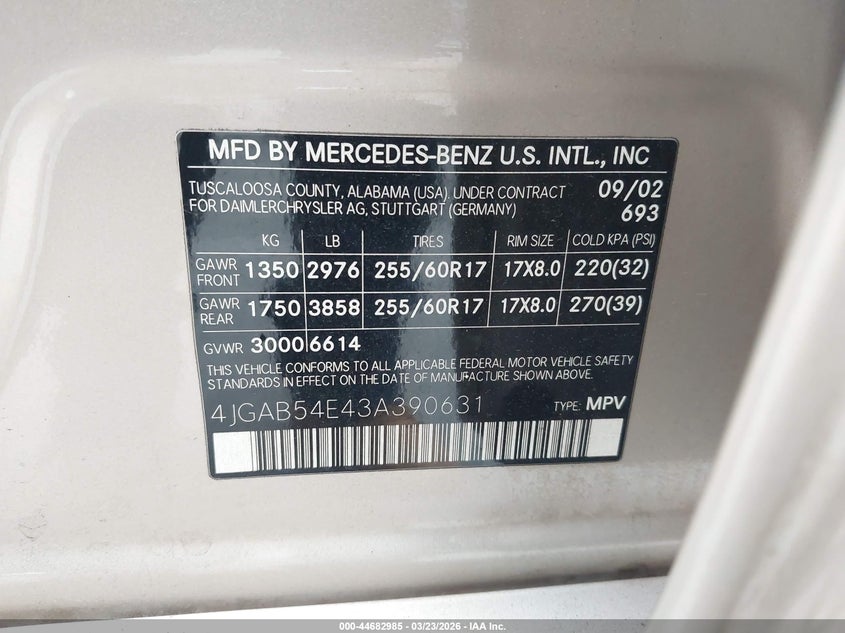 MFD BY MERCEDES-BENZ U.S. INTL., INC
TUSCALOOSA COUNTY, ALABAMA (USA). UNDER CONTRACT 09/02
FOR DAIMLERCHRYSLER AG, STUTTGART (GERMANY) 693
KG LB TIRES RIM SIZE COLD KPA (PSI)
GAWR FRONT 1350 2976 255/60R17 17X8.0 220(32)
GAWR REAR 1750 3858 255/60R17 17X8.0 270(39)
GVWR 3000 6614
THIS VEHICLE CONFORMS TO ALL APPLICABLE FEDERAL MOTOR VEHICLE SAFETY
STANDARDS IN EFFECT ON THE DATE OF MANUFACTURE SHOWN ABOVE.
4JGAB54E43A390631 TYPE: MPV
000-44682985 - 03/23/2026 - IAA Inc.